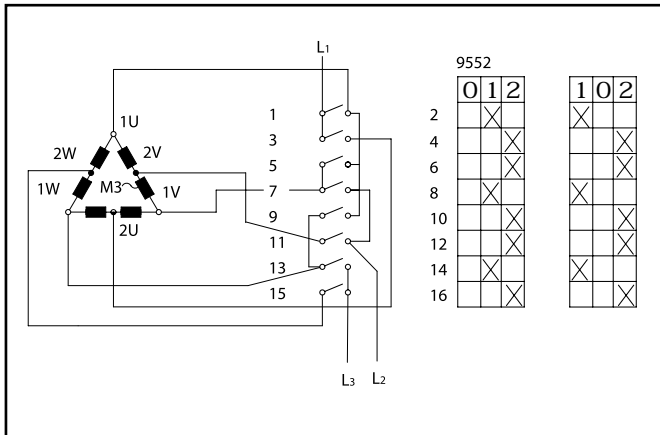 L1
9552
0 1 2
1 0 2
1 2 X X
3 4 X X
5 6 X X
7 8 X X
9 10 X X
11 12 X X
13 14 X X
15 16 X X
1U
2W
2V
1W
M3~
1V
2U
L3
L2